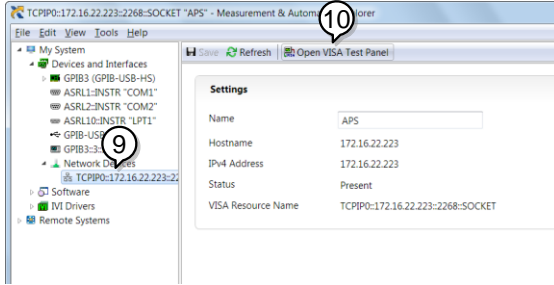 TCPIP0::172.16.22.223::2268::SOCKET "APS" - Measurement & Automa
10
File Edit View Tools Help
My System
Devices and Interfaces
GPIB3 (GPIB-USB-HS)
ASRL1::INSTR "COM1"
ASRL2::INSTR "COM2"
ASRL10::INSTR "LPT1"
GPIB-USB
GPIB3::3::
9
Network Devices
TCPIP0::172.16.22.223::22
Software
IVI Drivers
Remote Systems
Save Refresh Open VISA Test Panel
Settings
Name APS
Hostname 172.16.22.223
IPv4 Address 172.16.22.223
Status Present
VISA Resource Name TCPIP0::172.16.22.223::2268::SOCKET